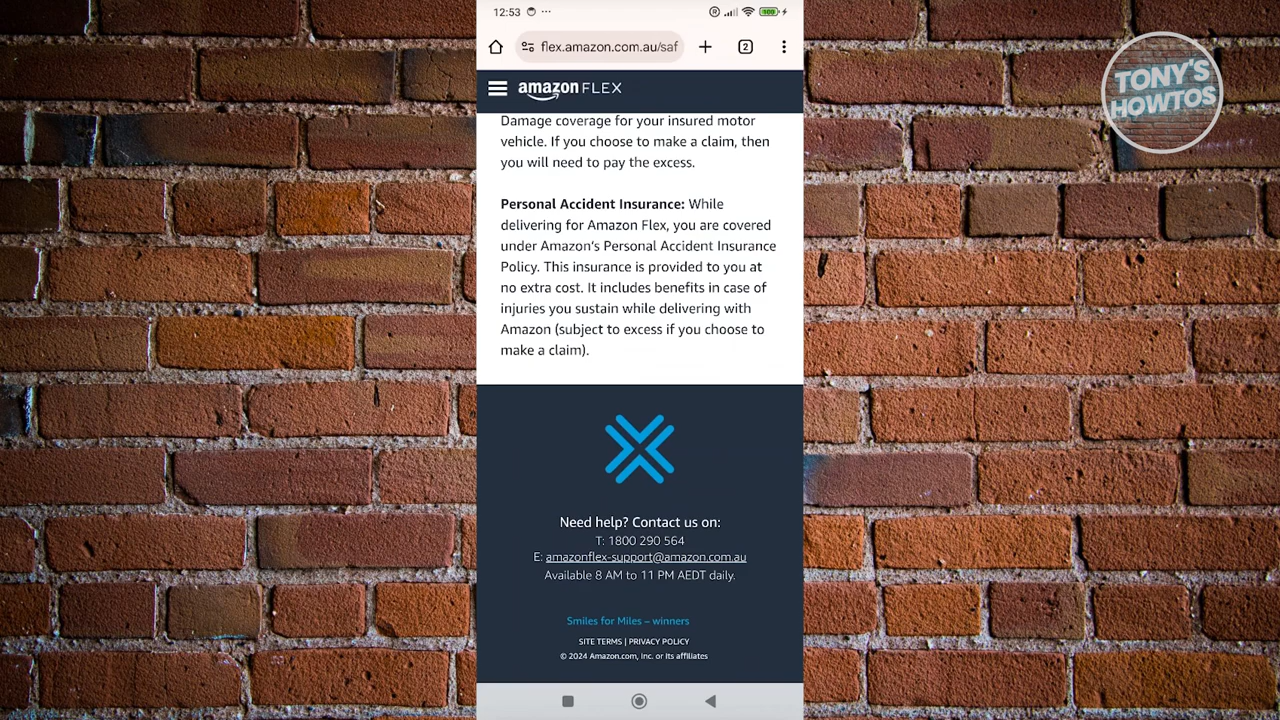 12:53
100
flex.amazon.com.au/saf
2
TONY'S
HOWTOS
amazon FLEX
Damage coverage for your insured motor
vehicle. If you choose to make a claim, then
you will need to pay the excess.
Personal Accident Insurance: While
delivering for Amazon Flex, you are covered
under Amazon's Personal Accident Insurance
Policy. This insurance is provided to you at
no extra cost. It includes benefits in case of
injuries you sustain while delivering with
Amazon (subject to excess if you choose to
make a claim).
Need help? Contact us on:
T: 1800 290 564
E: amazonflex-support@amazon.com.au
Available 8 AM to 11 PM AEDT daily.
Smiles for Miles – winners
SITE TERMS | PRIVACY POLICY
© 2024 Amazon.com, Inc. or its affiliates